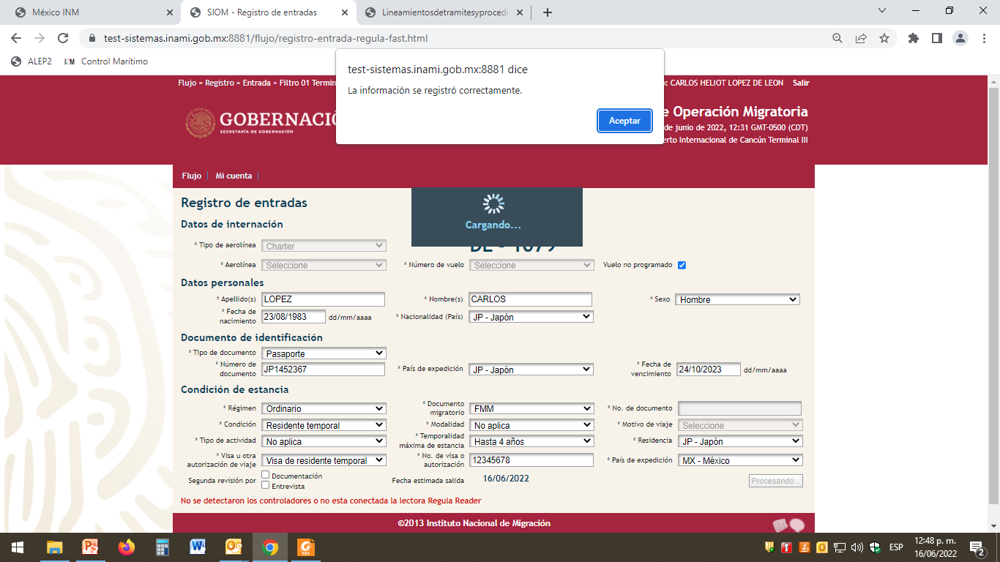 México INM
SIOM - Registro de entradas
Lineamientosdetramitesyproced
test-sistemas.inami.gob.mx:8881/flujo/registro-entrada-regula-fast.html
ALEP2
Control Marítimo
test-sistemas.inami.gob.mx:8881 dice
La información se registró correctamente.
Aceptar
Flujo » Registro » Entrada » Filtro 01 Termin
: CARLOS HELIOT LOPEZ DE LEON Salir
GOBERNACIÓ
SECRETARÍA DE GOBERNACIÓN
e Operación Migratoria
de junio de 2022, 12:31 GMT-0500 (CDT)
erto Internacional de Cancún Terminal III
Flujo Mi cuenta
Registro de entradas
Cargando...
Datos de internación
DE - 1079
* Tipo de aerolínea Charter
* Aerolínea Seleccione * Número de vuelo Seleccione Vuelo no programado
Datos personales
* Apellido(s) LOPEZ * Nombre(s) CARLOS * Sexo Hombre
* Fecha de nacimiento 23/08/1983 dd/mm/aaaa * Nacionalidad (País) JP - Japón
Documento de identificación
* Tipo de documento Pasaporte
* Número de documento JP1452367 * País de expedición JP - Japón * Fecha de vencimiento 24/10/2023 dd/mm/aaaa
Condición de estancia
* Régimen Ordinario * Documento migratorio FMM * No. de documento
* Condición Residente temporal * Modalidad No aplica * Motivo de viaje Seleccione
* Tipo de actividad No aplica * Temporalidad máxima de estancia Hasta 4 años * Residencia JP - Japón
* Visa u otra autorización de viaje Visa de residente temporal * No. de visa o autorización 12345678 * País de expedición MX - México
Segunda revisión por Documentación Fecha estimada salida 16/06/2022 Procesando...
Entrevista
No se detectaron los controladores o no esta conectada la lectora Regula Reader
©2013 Instituto Nacional de Migración
ESP
12:48 p. m.
16/06/2022
2